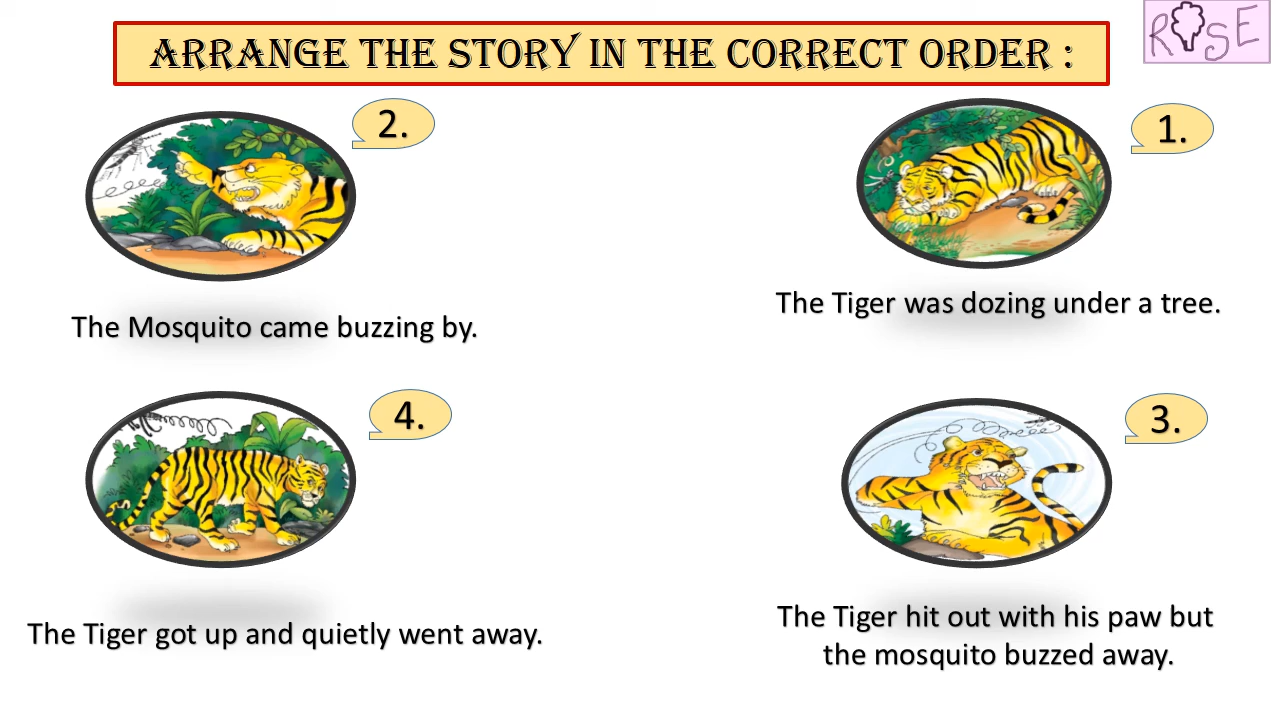 ARRANGE THE STORY IN THE CORRECT ORDER :
ROSE
2.
1.
The Mosquito came buzzing by.
The Tiger was dozing under a tree.
4.
3.
The Tiger got up and quietly went away.
The Tiger hit out with his paw but
the mosquito buzzed away.